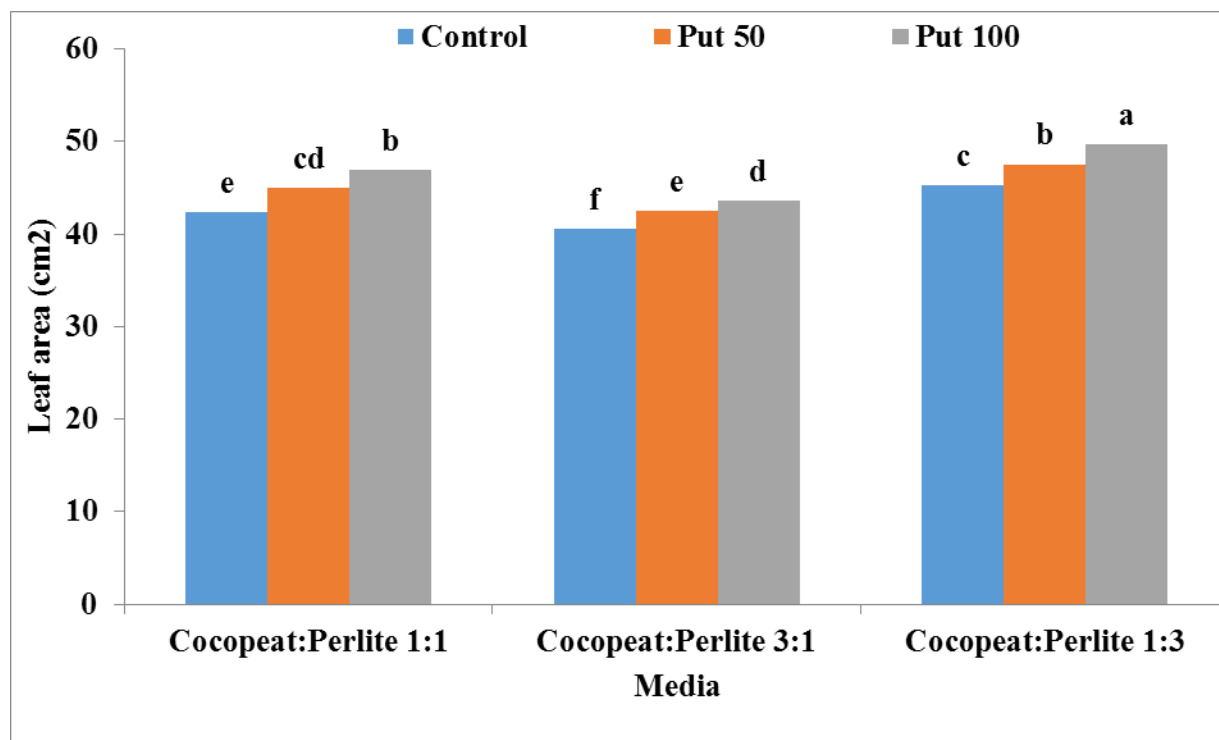 Control Put 50 Put 100
60
50
40
30
20
10
0
Leaf area (cm2)
e cd b
f e d
c b a
Cocopeat:Perlite 1:1 Cocopeat:Perlite 3:1 Cocopeat:Perlite 1:3
Media